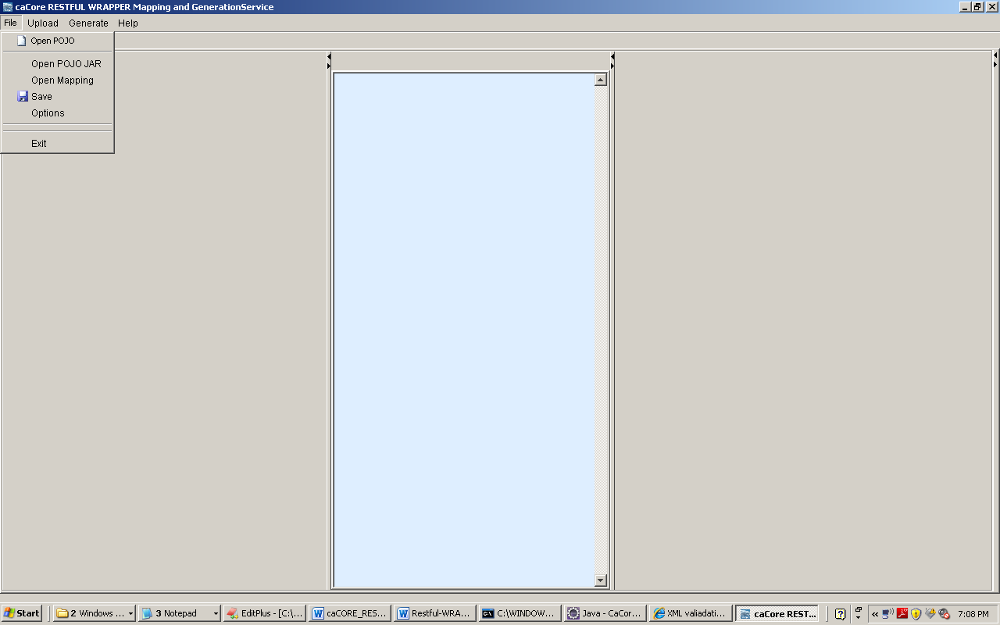 caCore RESTFUL WRAPPER Mapping and GenerationService
File Upload Generate Help
Open POJO
Open POJO JAR
Open Mapping
Save
Options
Exit
Start 2 Windows ... 3 Notepad EditPlus - [C:\... caCORE_RES... Restful-WRA... C:\WINDOW... Java - CaCor... XML valiadati... caCore REST... 7:08 PM